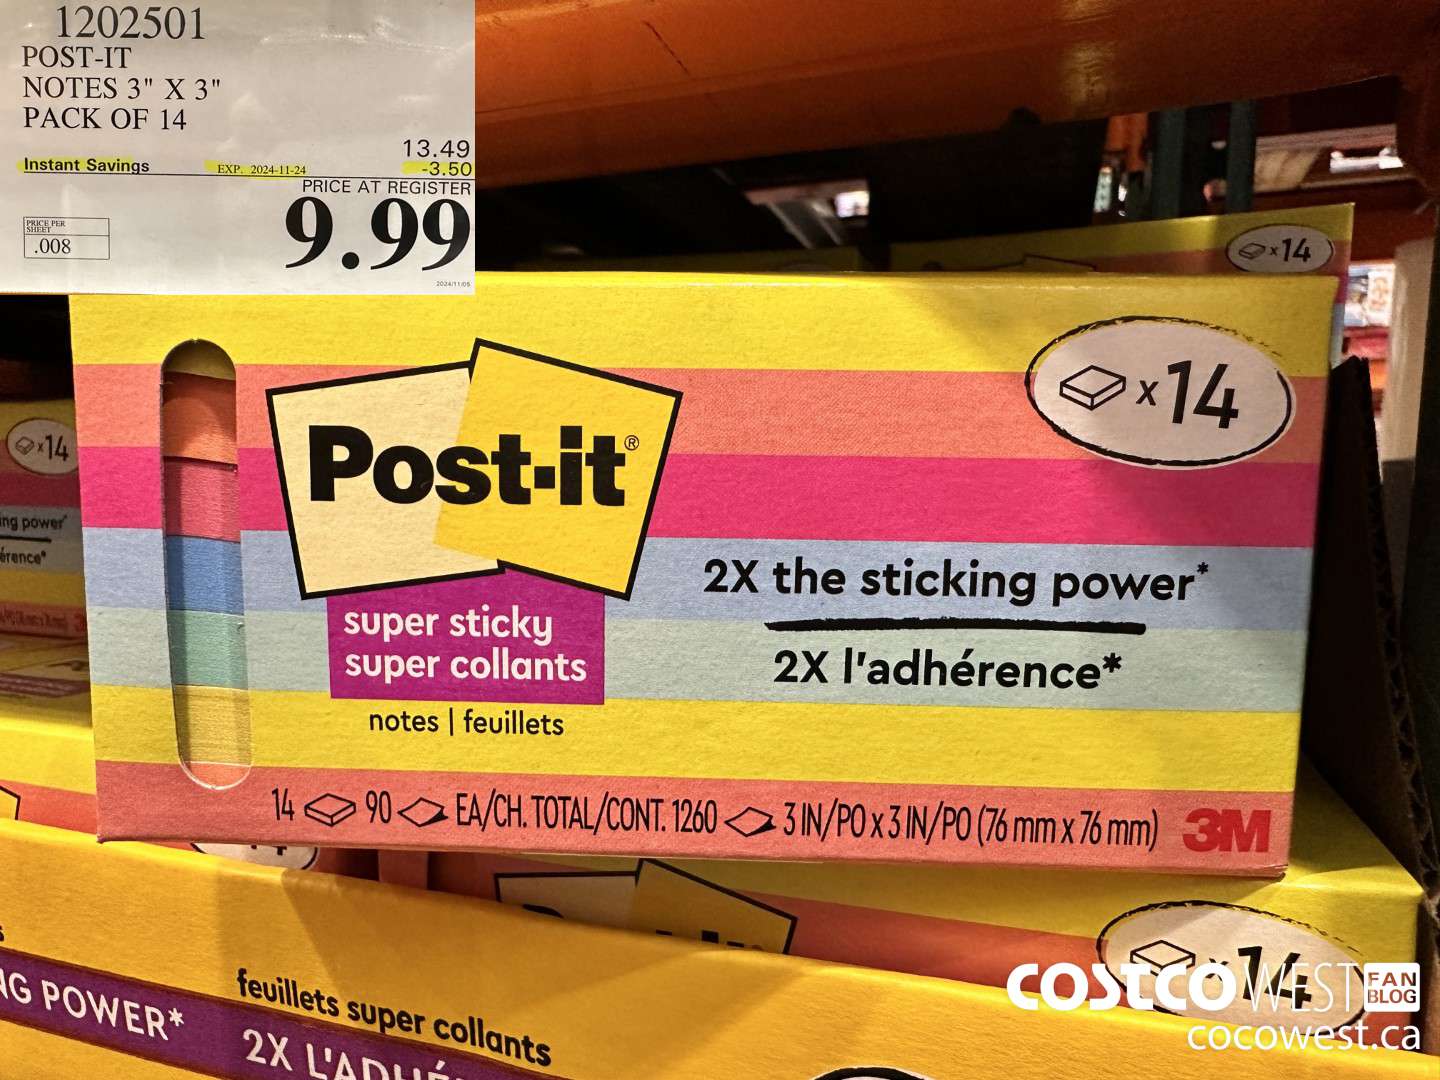 1202501
POST-IT
NOTES 3" X 3"
PACK OF 14
13.49
Instant Savings EXP. 2024-11-24 -3.50
PRICE AT REGISTER
9.99
PRICE PER
SHEET
.008
2024/11/05
x14
x14
Post-it®
super sticky
super collants
notes | feuillets
2X the sticking power*
2X l'adhérence*
14 90 EA/CH. TOTAL/CONT. 1260 3 IN/PO x 3 IN/PO (76 mm x 76 mm) 3M
x14
power*
x14
POWER*
feuillets super collants
2X
COSTCO WEST FAN
BLOG
cocowest.ca